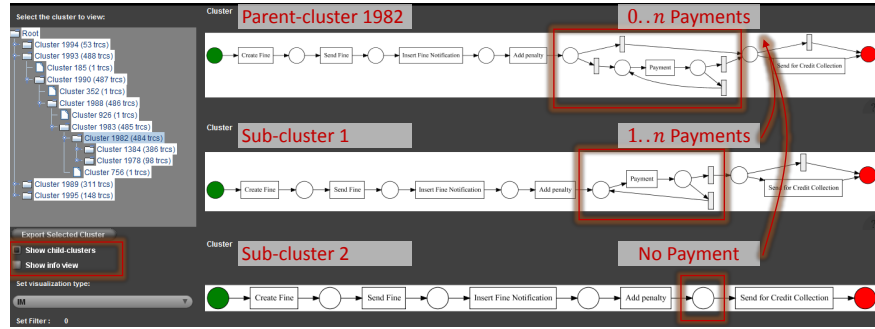 Select the cluster to view:
Root
Cluster 1994 (53 trcs)
Cluster 1993 (488 trcs)
Cluster 185 (1 trcs)
Cluster 1990 (487 trcs)
Cluster 352 (1 trcs)
Cluster 1988 (486 trcs)
Cluster 926 (1 trcs)
Cluster 1983 (485 trcs)
Cluster 1982 (484 trcs)
Cluster 1384 (386 trcs)
Cluster 1978 (98 trcs)
Cluster 756 (1 trcs)
Cluster 1989 (311 trcs)
Cluster 1995 (148 trcs)
Export Selected Cluster
Show child-clusters
Show info view
Set visualization type:
IM
Set Filter : 0
Cluster
Parent-cluster 1982
0..n Payments
Create Fine
Send Fine
Insert Fine Notification
Add penalty
Payment
Send for Credit Collection
Cluster
Sub-cluster 1
1..n Payments
Create Fine
Send Fine
Insert Fine Notification
Add penalty
Payment
Send for Credit Collection
Cluster
Sub-cluster 2
No Payment
Create Fine
Send Fine
Insert Fine Notification
Add penalty
Send for Credit Collection